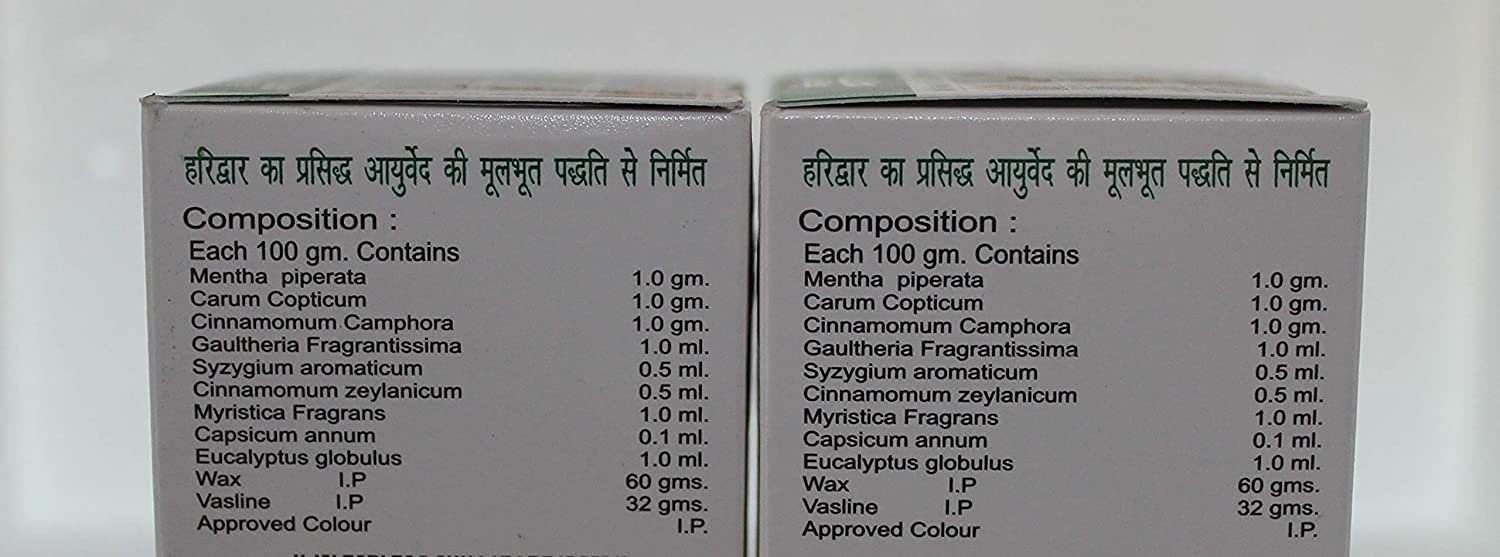 हरिद्वार का प्रसिद्ध आयुर्वेद की मूलभूत पद्धति से निर्मित
Composition :
Each 100 gm. Contains
Mentha piperata 1.0 gm.
Carum Copticum 1.0 gm.
Cinnamomum Camphora 1.0 gm.
Gaultheria Fragrantissima 1.0 ml.
Syzygium aromaticum 0.5 ml.
Cinnamomum zeylanicum 0.5 ml.
Myristica Fragrans 1.0 ml.
Capsicum annum 0.1 ml.
Eucalyptus globulus 1.0 ml.
Wax I.P 60 gms.
Vasline I.P 32 gms.
Approved Colour I.P.
हरिद्वार का प्रसिद्ध आयुर्वेद की मूलभूत पद्धति से निर्मित
Composition :
Each 100 gm. Contains
Mentha piperata 1.0 gm.
Carum Copticum 1.0 gm.
Cinnamomum Camphora 1.0 gm.
Gaultheria Fragrantissima 1.0 ml.
Syzygium aromaticum 0.5 ml.
Cinnamomum zeylanicum 0.5 ml.
Myristica Fragrans 1.0 ml.
Capsicum annum 0.1 ml.
Eucalyptus globulus 1.0 ml.
Wax I.P 60 gms.
Vasline I.P 32 gms.
Approved Colour I.P.